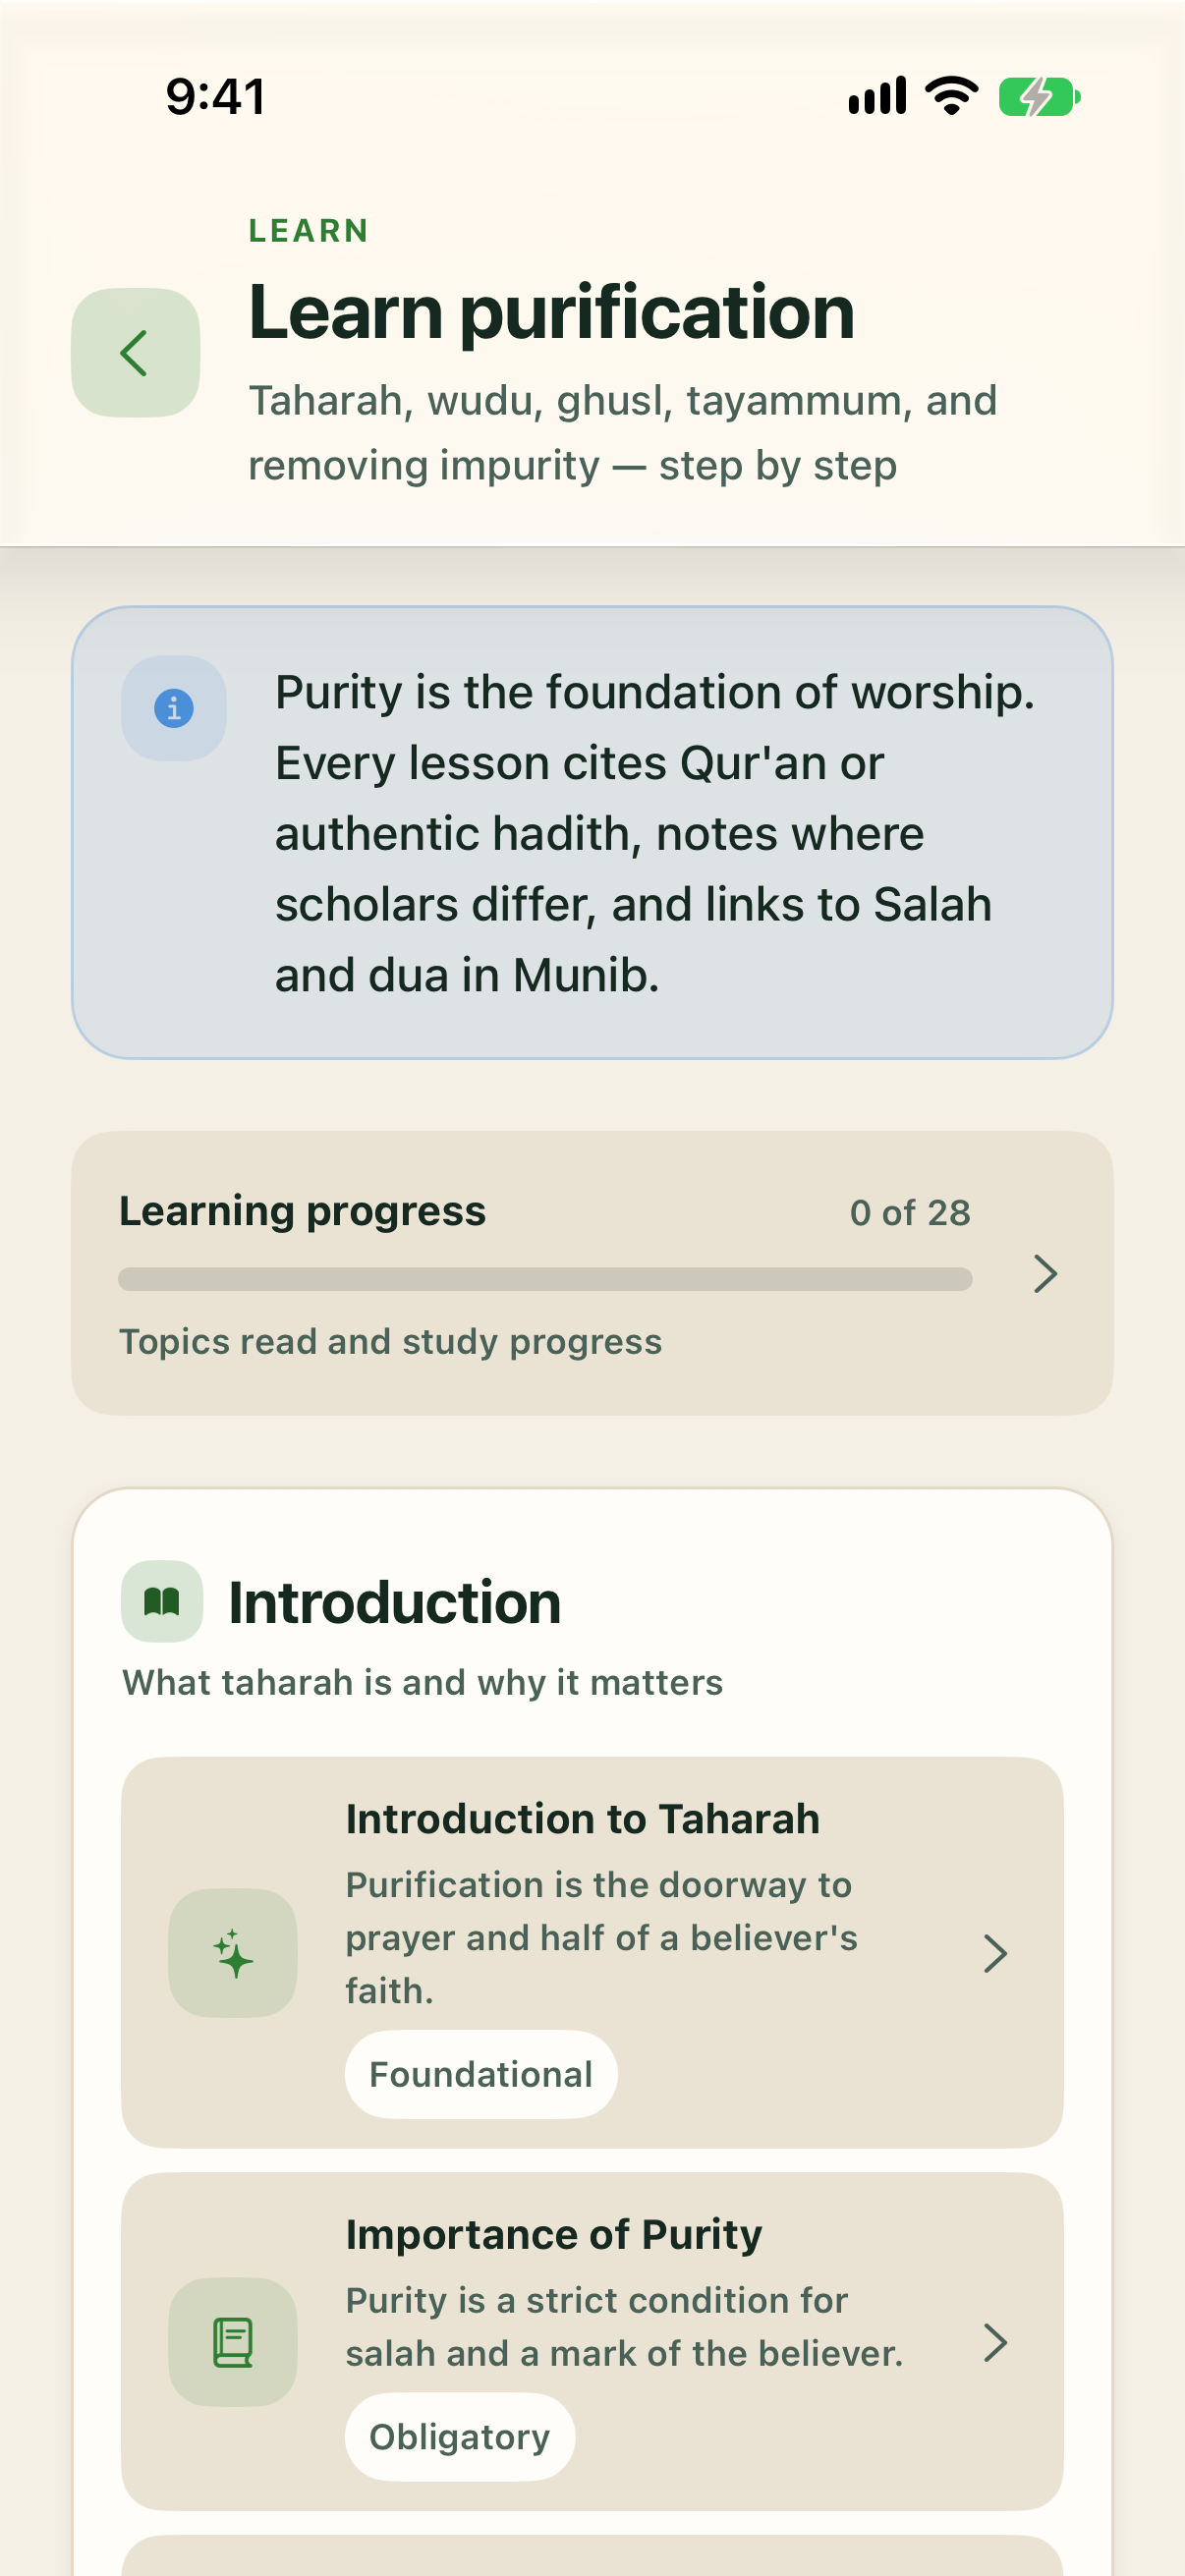 9:41
LEARN
Learn purification
Taharah, wudu, ghusl, tayammum, and
removing impurity — step by step
Purity is the foundation of worship.
Every lesson cites Qur'an or
authentic hadith, notes where
scholars differ, and links to Salah
and dua in Munib.
Learning progress
0 of 28
Topics read and study progress
Introduction
What taharah is and why it matters
Introduction to Taharah
Purification is the doorway to
prayer and half of a believer's
faith.
Foundational
Importance of Purity
Purity is a strict condition for
salah and a mark of the believer.
Obligatory